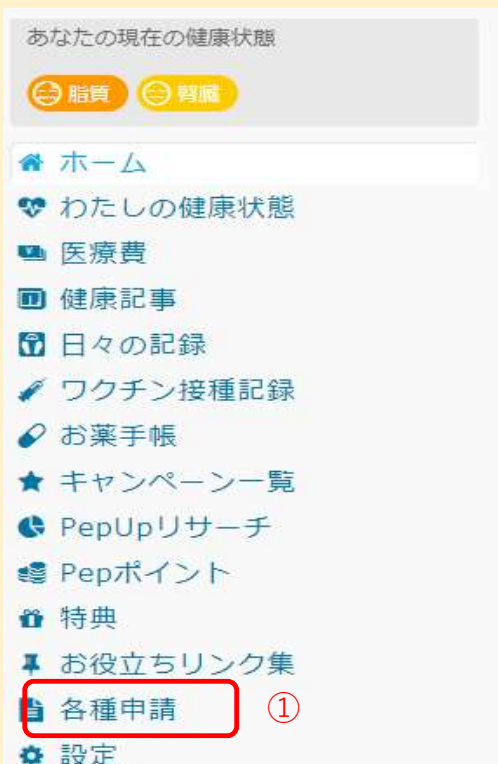 あなたの現在の健康状態
脂質 腎臓
ホーム
わたしの健康状態
医療費
健康記事
日々の記録
ワクチン接種記録
お薬手帳
キャンペーン一覧
PepUpリサーチ
Pepポイント
特典
お役立ちリンク集
各種申請 ①
設定